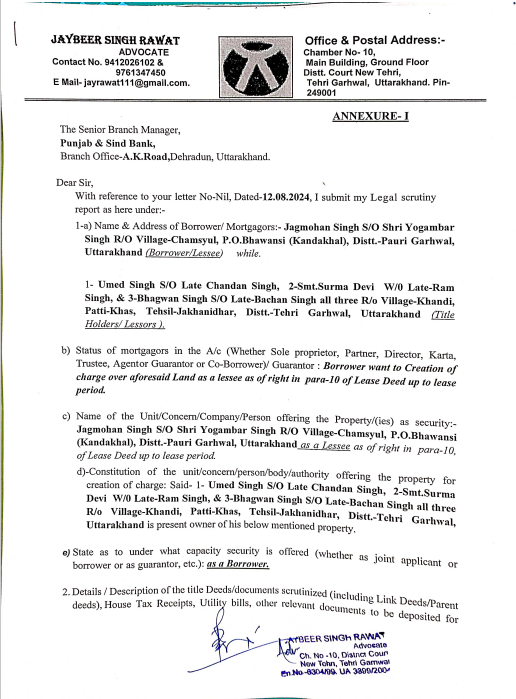 JAYBEER SINGH RAWAT
ADVOCATE
Contact No. 9412026102 &
9761347450
E Mail- jayrawat111@gmail.com.
Office & Postal Address:-
Chamber No- 10,
Main Building, Ground Floor
Distt. Court New Tehri,
Tehri Garhwal, Uttarakhand. Pin-
249001
ANNEXURE- I
The Senior Branch Manager,
Punjab & Sind Bank,
Branch Office-A.K.Road,Dehradun, Uttarakhand.
Dear Sir,
With reference to your letter No-Nil, Dated-12.08.2024, I submit my Legal scrutiny
report as here under:-
1-a) Name & Address of Borrower/ Mortgagors:- Jagmohan Singh S/O Shri Yogambar
Singh R/O Village-Chamsyul, P.O.Bhawansi (Kandakhal), Distt.-Pauri Garhwal,
Uttarakhand (Borrower/Lessee) while.
1- Umed Singh S/O Late Chandan Singh, 2-Smt.Surma Devi W/0 Late-Ram
Singh, & 3-Bhagwan Singh S/O Late-Bachan Singh all three R/o Village-Khandi,
Patti-Khas, Tehsil-Jakhanidhar, Distt.-Tehri Garhwal, Uttarakhand (Title
Holders/ Lessors ).
b) Status of mortgagors in the A/c (Whether Sole proprietor, Partner, Director, Karta,
Trustee, Agentor Guarantor or Co-Borrower)/ Guarantor : Borrower want to Creation of
charge over aforesaid Land as a lessee as of right in para-10 of Lease Deed up to lease
period.
c) Name of the Unit/Concern/Company/Person offering the Property/(ies) as security:-
Jagmohan Singh S/O Shri Yogambar Singh R/O Village-Chamsyul, P.O.Bhawansi
(Kandakhal), Distt.-Pauri Garhwal, Uttarakhand as a Lessee as of right in para-10,
of Lease Deed up to lease period.
d)-Constitution of the unit/concern/person/body/authority offering the property for
creation of charge: Said- 1- Umed Singh S/O Late Chandan Singh, 2-Smt.Surma
Devi W/0 Late-Ram Singh, & 3-Bhagwan Singh S/O Late-Bachan Singh all three
R/o Village-Khandi, Patti-Khas, Tehsil-Jakhanidhar, Distt.-Tehri Garhwal,
Uttarakhand is present owner of his below mentioned property.
e) State as to under what capacity security is offered (whether as joint applicant or
borrower or as guarantor, etc.): as a Borrower.
2. Details / Description of the title Deeds/documents scrutinized (including Link Deeds/Parent
deeds), House Tax Receipts, Utility bills, other relevant documents to be deposited for
JAYBEER SINGH RAWAT
Advocate
Ch. No -10, District Court
New Tehri, Tehri Garhwal